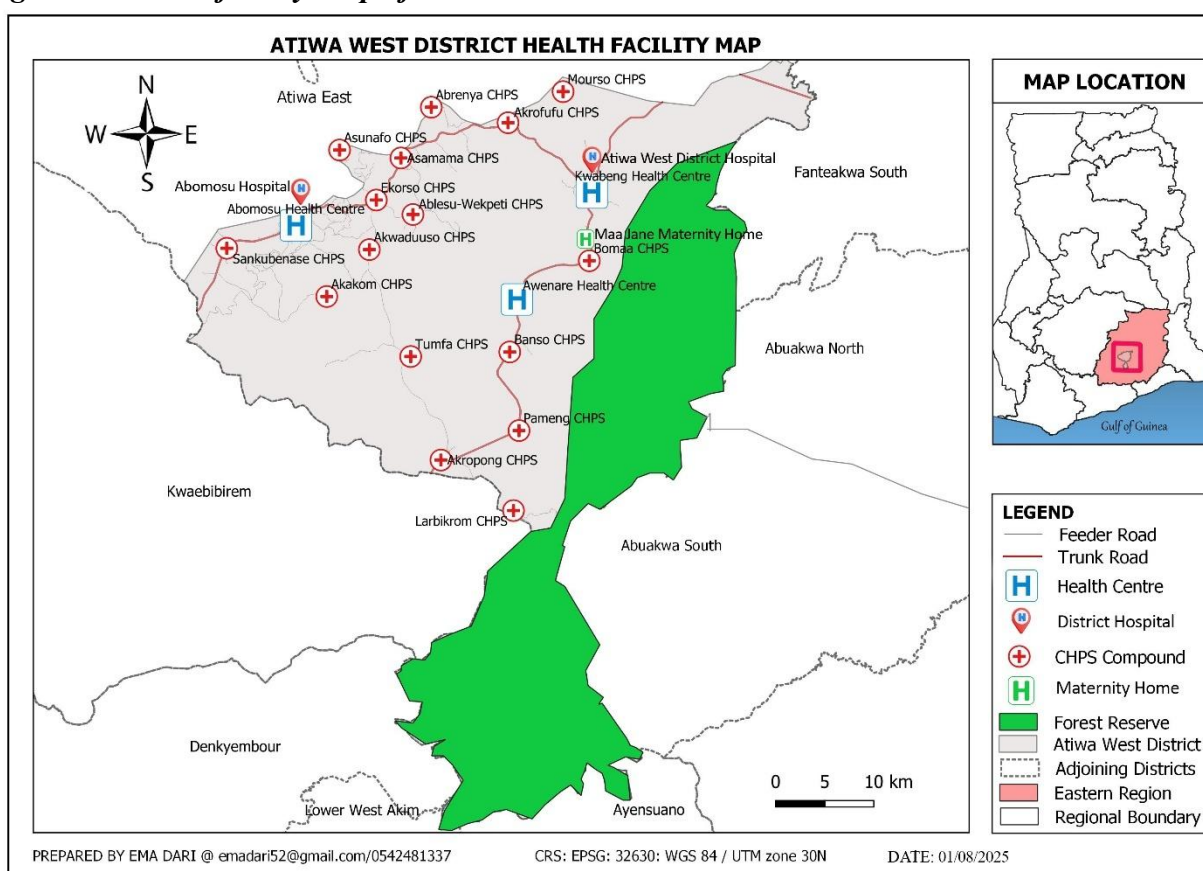 ATIWA WEST DISTRICT HEALTH FACILITY MAP
N
W
E
S
Atiwa East
Mourso CHPS
Abrenya CHPS
Akrofufu CHPS
Asunafo CHPS
Asamama CHPS
Atiwa West District Hospital
Kwabeng Health Centre
H
Fanteakwa South
Abomosu Hospital
Ekorso CHPS
Abomosu Health Centre
H
Ablesu-Wekpeti CHPS
Maa Jane Maternity Home
H
Bomaa CHPS
Akwaduuso CHPS
Sankubenase CHPS
Akakom CHPS
Awenare Health Centre
H
Tumfa CHPS
Banso CHPS
Abuakwa North
Pameng CHPS
Akropong CHPS
Kwaebibirem
Larbikrom CHPS
Abuakwa South
Denkyembour
Lower West Akim
Ayensuano
0 5 10 km
MAP LOCATION
Gulf of Guinea
LEGEND
Feeder Road
Trunk Road
H Health Centre
H District Hospital
CHPS Compound
H Maternity Home
Forest Reserve
Atiwa West District
Adjoining Districts
Eastern Region
Regional Boundary
PREPARED BY EMA DARI @ emadari52@gmail.com/0542481337 CRS: EPSG: 32630: WGS 84 / UTM zone 30N DATE: 01/08/2025